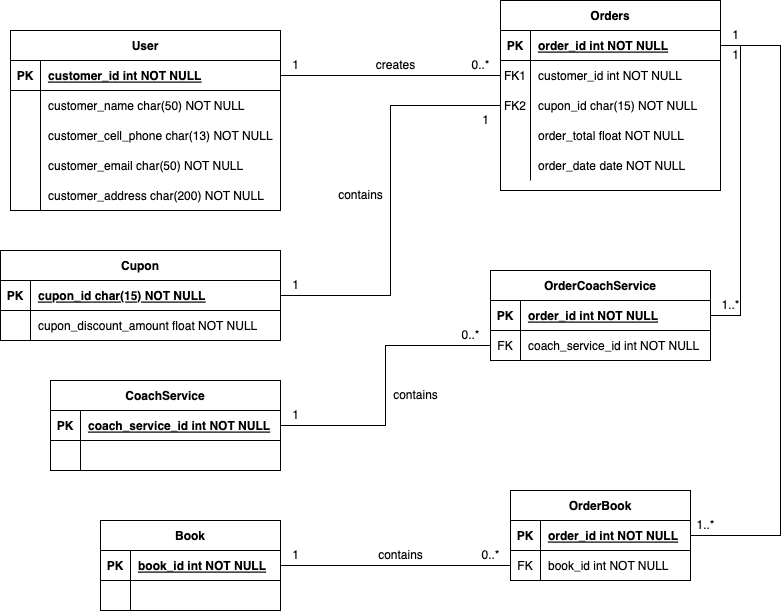 User
PK customer_id int NOT NULL
customer_name char(50) NOT NULL
customer_cell_phone char(13) NOT NULL
customer_email char(50) NOT NULL
customer_address char(200) NOT NULL
1 creates 0..*
Orders
PK order_id int NOT NULL
FK1 customer_id int NOT NULL
FK2 cupon_id char(15) NOT NULL
order_total float NOT NULL
order_date date NOT NULL
1
1
1
contains
1
Cupon
PK cupon_id char(15) NOT NULL
cupon_discount_amount float NOT NULL
OrderCoachService
PK order_id int NOT NULL
FK coach_service_id int NOT NULL
1..*
0..*
contains
1
CoachService
PK coach_service_id int NOT NULL
OrderBook
PK order_id int NOT NULL
FK book_id int NOT NULL
1..*
Book
PK book_id int NOT NULL
1 contains 0..*